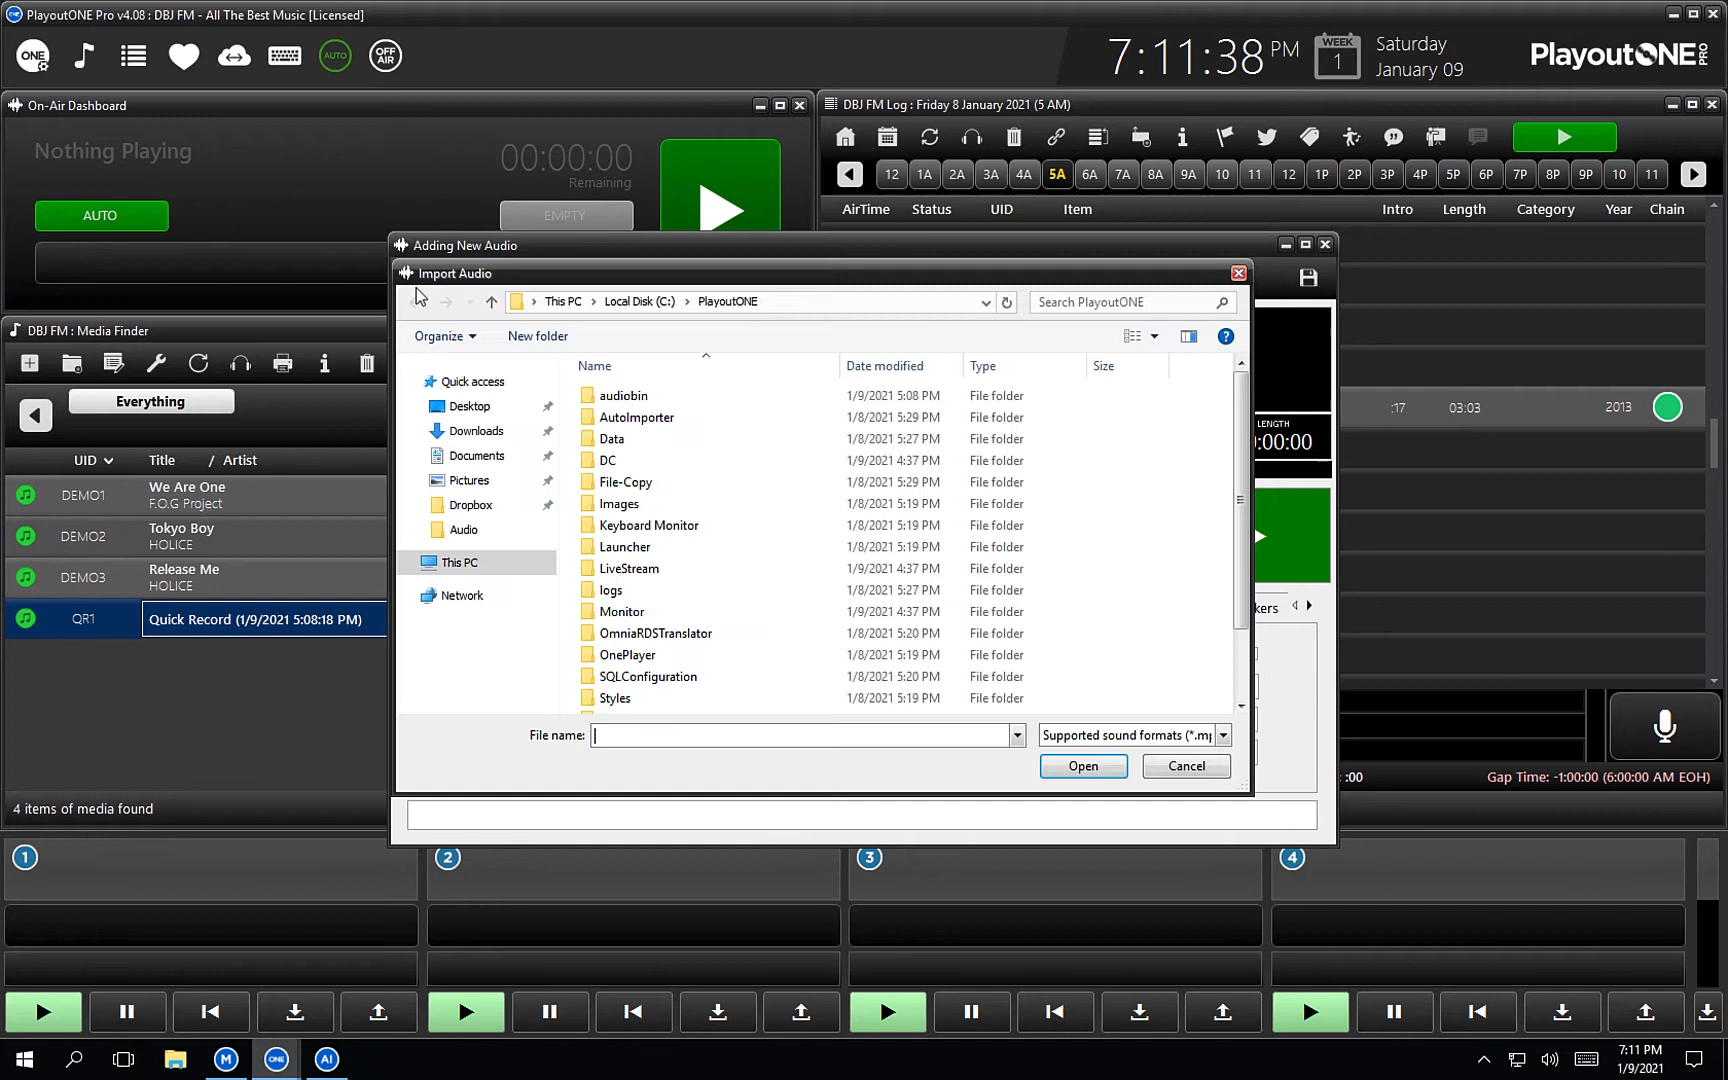 PlayoutONE Pro v4.08 : DBJ FM - All The Best Music [Licensed]
ONE
AUTO
OFF AIR
7:11:38 PM
WEEK 1
Saturday
January 09
PlayoutONE PRO
On-Air Dashboard
Nothing Playing
00:00:00
Remaining
AUTO
EMPTY
DBJ FM Log : Friday 8 January 2021 (5 AM)
12 1A 2A 3A 4A 5A 6A 7A 8A 9A 10 11 12 1P 2P 3P 4P 5P 6P 7P 8P 9P 10 11
AirTime Status UID Item Intro Length Category Year Chain
:17 03:03 2013
Adding New Audio
Import Audio
This PC Local Disk (C:) PlayoutONE
Search PlayoutONE
Organize New folder
Name Date modified Type Size
Quick access
Desktop
Downloads
Documents
Pictures
Dropbox
Audio
This PC
Network
audiobin 1/9/2021 5:08 PM File folder
AutoImporter 1/8/2021 5:29 PM File folder
Data 1/8/2021 5:27 PM File folder
DC 1/9/2021 4:37 PM File folder
File-Copy 1/8/2021 5:29 PM File folder
Images 1/8/2021 5:19 PM File folder
Keyboard Monitor 1/8/2021 5:19 PM File folder
Launcher 1/8/2021 5:19 PM File folder
LiveStream 1/9/2021 4:37 PM File folder
logs 1/8/2021 5:27 PM File folder
Monitor 1/9/2021 4:37 PM File folder
OmniaRDSTranslator 1/8/2021 5:20 PM File folder
OnePlayer 1/8/2021 5:19 PM File folder
SQLConfiguration 1/8/2021 5:20 PM File folder
Styles 1/8/2021 5:19 PM File folder
File name:
Supported sound formats (*.mp
Open
Cancel
LENGTH
0:00:00
kers
DBJ FM : Media Finder
Everything
UID Title / Artist
DEMO1 We Are One
F.O.G Project
DEMO2 Tokyo Boy
HOLICE
DEMO3 Release Me
HOLICE
QR1 Quick Record (1/9/2021 5:08:18 PM)
4 items of media found
:00
Gap Time: -1:00:00 (6:00:00 AM EOH)
1
2
3
4
M
ONE
AI
7:11 PM
1/9/2021